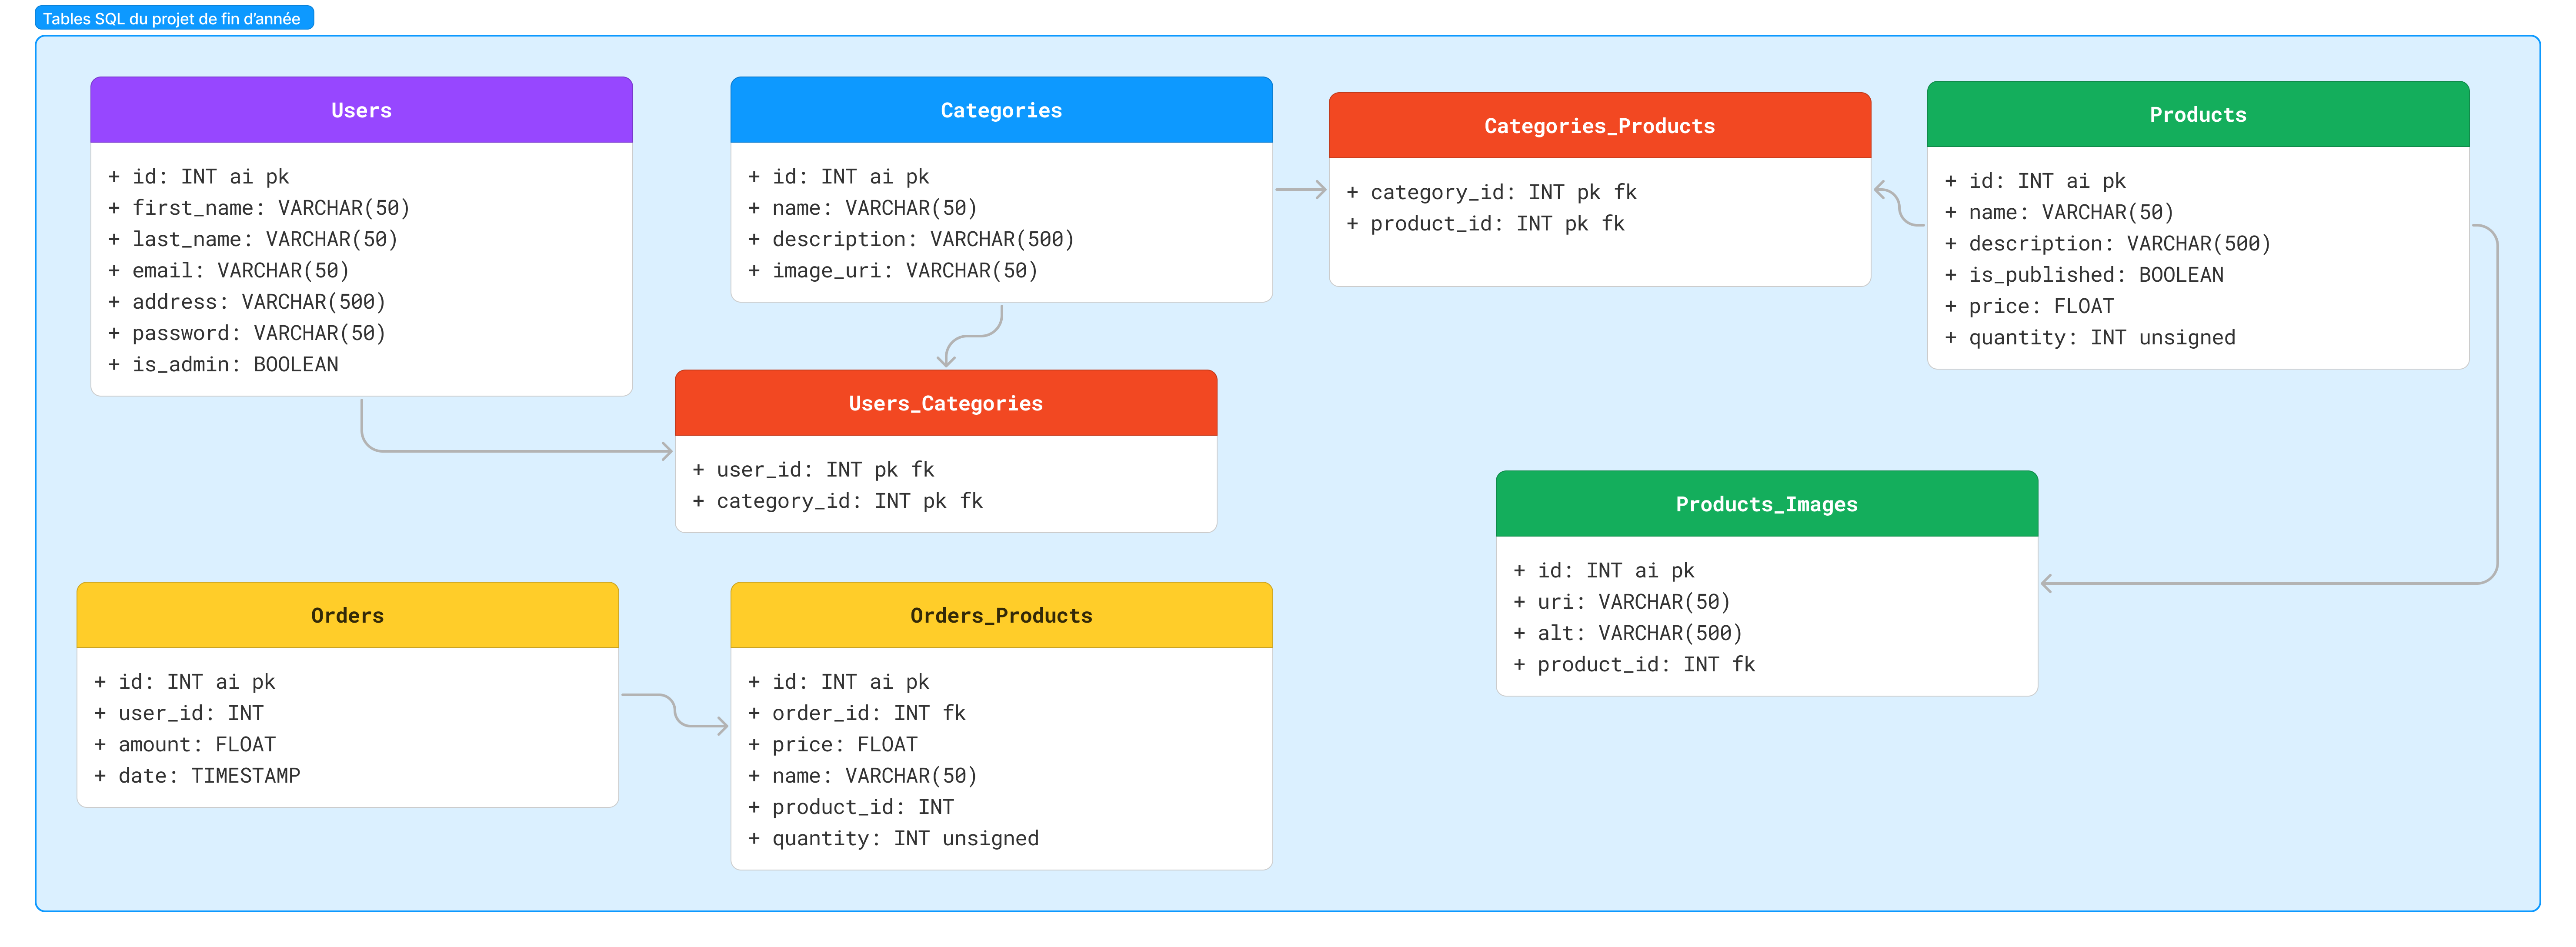 Tables SQL du projet de fin d’année
Users
+ id: INT ai pk
+ first_name: VARCHAR(50)
+ last_name: VARCHAR(50)
+ email: VARCHAR(50)
+ address: VARCHAR(500)
+ password: VARCHAR(50)
+ is_admin: BOOLEAN
Categories
+ id: INT ai pk
+ name: VARCHAR(50)
+ description: VARCHAR(500)
+ image_uri: VARCHAR(50)
Categories_Products
+ category_id: INT pk fk
+ product_id: INT pk fk
Products
+ id: INT ai pk
+ name: VARCHAR(50)
+ description: VARCHAR(500)
+ is_published: BOOLEAN
+ price: FLOAT
+ quantity: INT unsigned
Users_Categories
+ user_id: INT pk fk
+ category_id: INT pk fk
Products_Images
+ id: INT ai pk
+ uri: VARCHAR(50)
+ alt: VARCHAR(500)
+ product_id: INT fk
Orders
+ id: INT ai pk
+ user_id: INT
+ amount: FLOAT
+ date: TIMESTAMP
Orders_Products
+ id: INT ai pk
+ order_id: INT fk
+ price: FLOAT
+ name: VARCHAR(50)
+ product_id: INT
+ quantity: INT unsigned